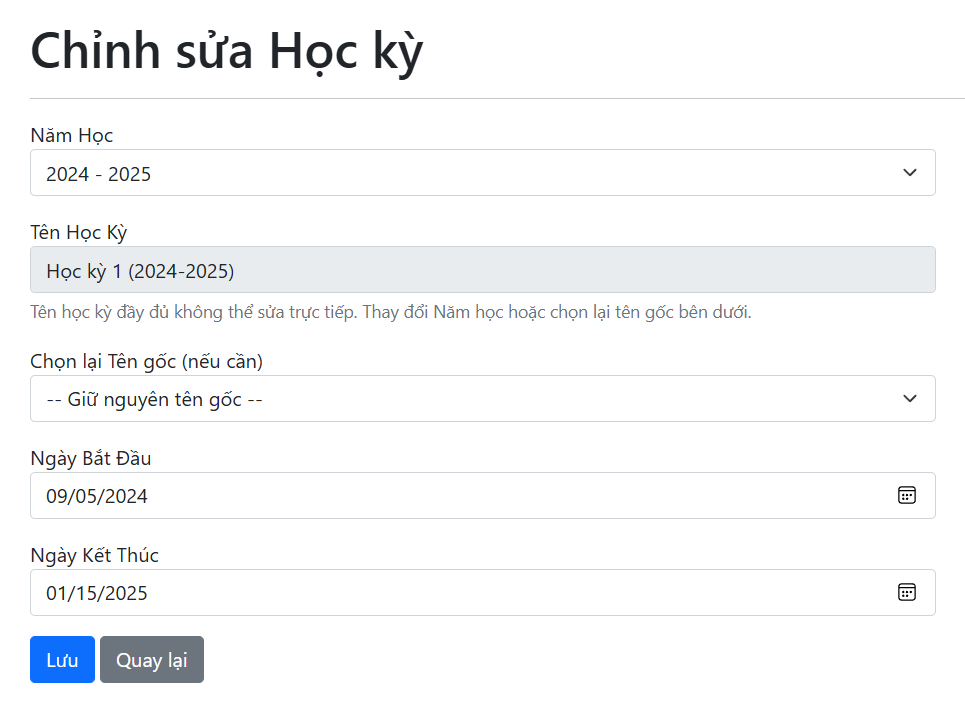 Chỉnh sửa Học kỳ
Năm Học
2024 - 2025
Tên Học Kỳ
Học kỳ 1 (2024-2025)
Tên học kỳ đầy đủ không thể sửa trực tiếp. Thay đổi Năm học hoặc chọn lại tên gốc bên dưới.
Chọn lại Tên gốc (nếu cần)
-- Giữ nguyên tên gốc --
Ngày Bắt Đầu
09/05/2024
Ngày Kết Thúc
01/15/2025
Lưu Quay lại